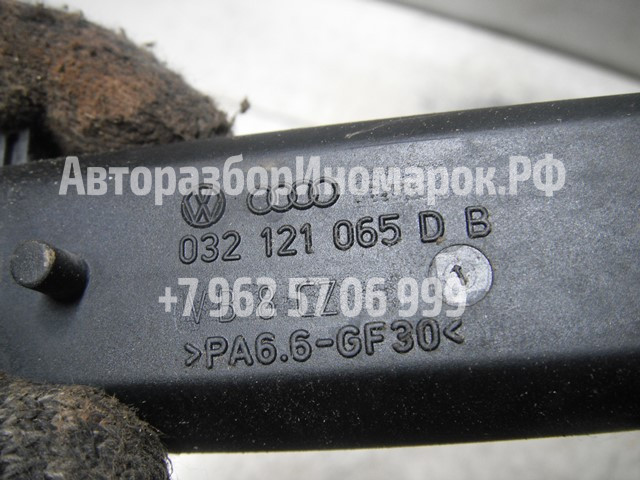 АвторазборИномарок.РФ
032 121 065 D B
+7 962 5706 999
>PA6.6-GF30<